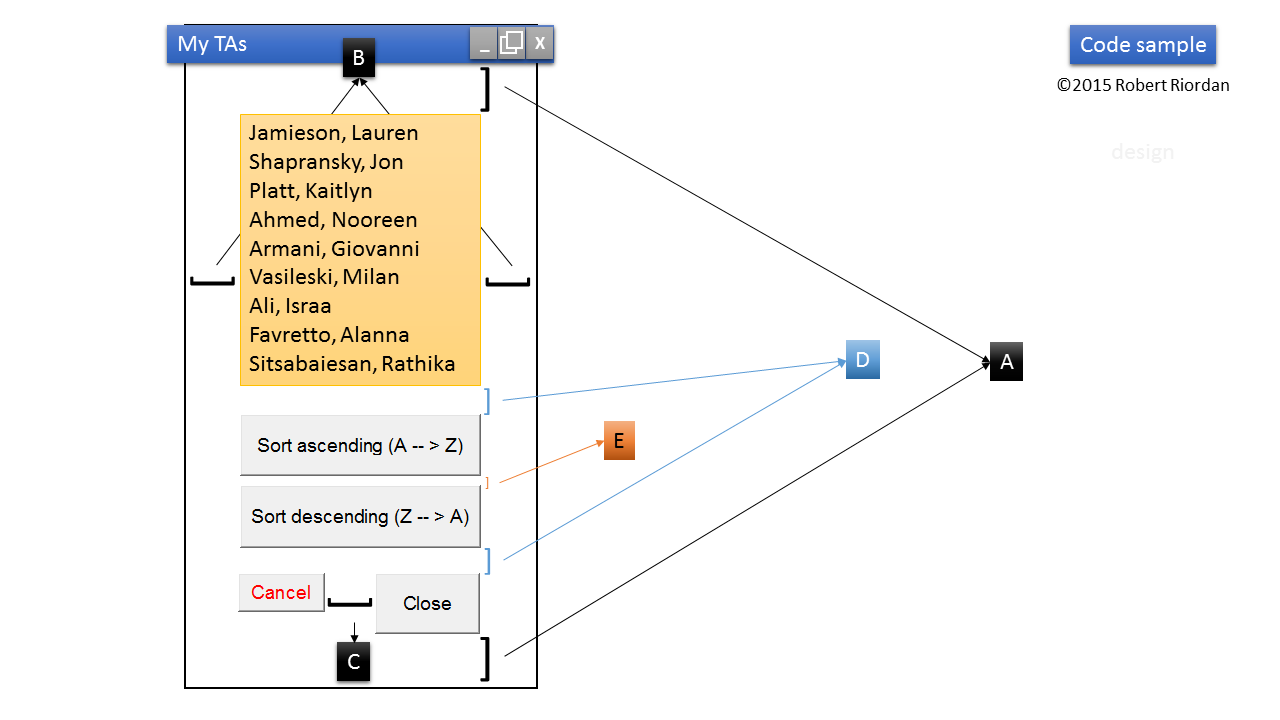 My TAs
_ X
B
Code sample
©2015 Robert Riordan
design
Jamieson, Lauren
Shapransky, Jon
Platt, Kaitlyn
Ahmed, Nooreen
Armani, Giovanni
Vasileski, Milan
Ali, Israa
Favretto, Alanna
Sitsabaiesan, Rathika
D
A
Sort ascending (A -- > Z)
E
Sort descending (Z -- > A)
Cancel
Close
C